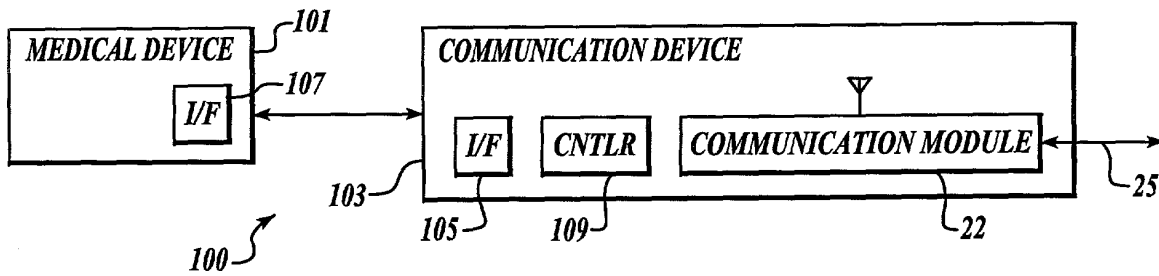 101
MEDICAL DEVICE
107
I/F
COMMUNICATION DEVICE
I/F
CNTLR
COMMUNICATION MODULE
103
105
109
22
25
100